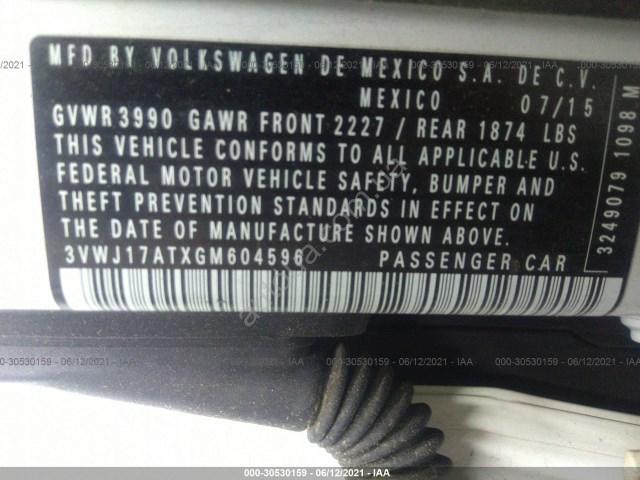 MFD BY VOLKSWAGEN DE MEXICO S.A. DE C.V.
MEXICO 07/15
GVWR 3990 GAWR FRONT 2227 / REAR 1874 LBS
THIS VEHICLE CONFORMS TO ALL APPLICABLE U.S.
FEDERAL MOTOR VEHICLE SAFETY, BUMPER AND
THEFT PREVENTION STANDARDS IN EFFECT ON
THE DATE OF MANUFACTURE SHOWN ABOVE.
3VWJ17ATXGM604596 PASSENGER CAR
3249079 1098 M
000-30530159 - 06/12/2021 - IAA
000-30530159 - 06/12/2021 - IAA
000-30530159 - 06/12/2021 - IAA
000-30530159 - 06/12/2021 - IAA